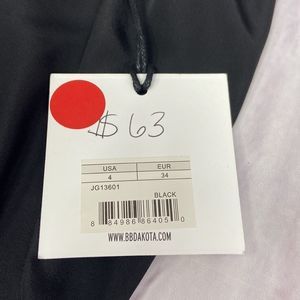 $ 63
USA EUR
4 34
JG13601
BLACK
8 84986 86405 0
WWW.BBDAKOTA.COM